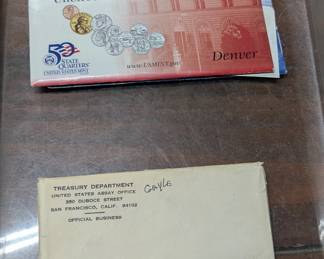 50
STATE
QUARTERS
UNITED STATES MINT
www.USMINT.gov
Denver
TREASURY DEPARTMENT
UNITED STATES ASSAY OFFICE
350 DUBOCE STREET
SAN FRANCISCO, CALIF. 94102
OFFICIAL BUSINESS
GAYLE